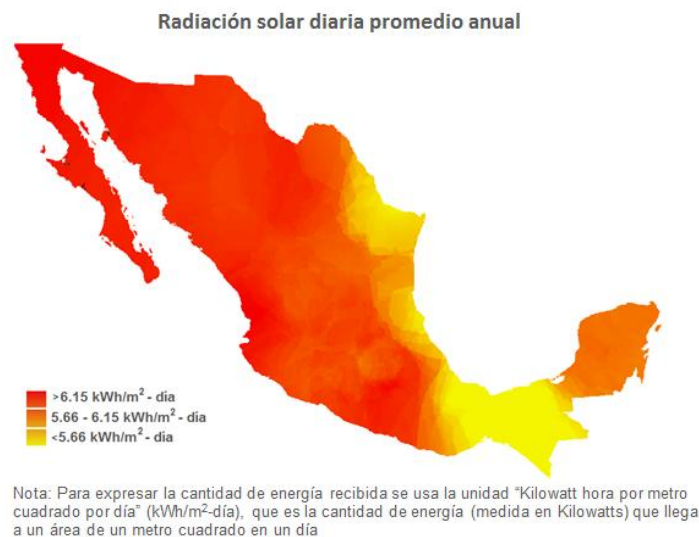 Radiación solar diaria promedio anual
>6.15 kWh/m² - dia
5.66 - 6.15 kWh/m² - dia
<5.66 kWh/m² - dia
Nota: Para expresar la cantidad de energía recibida se usa la unidad “Kilowatt hora por metro
cuadrado por día” (kWh/m²-día), que es la cantidad de energía (medida en Kilowatts) que llega
a un área de un metro cuadrado en un día